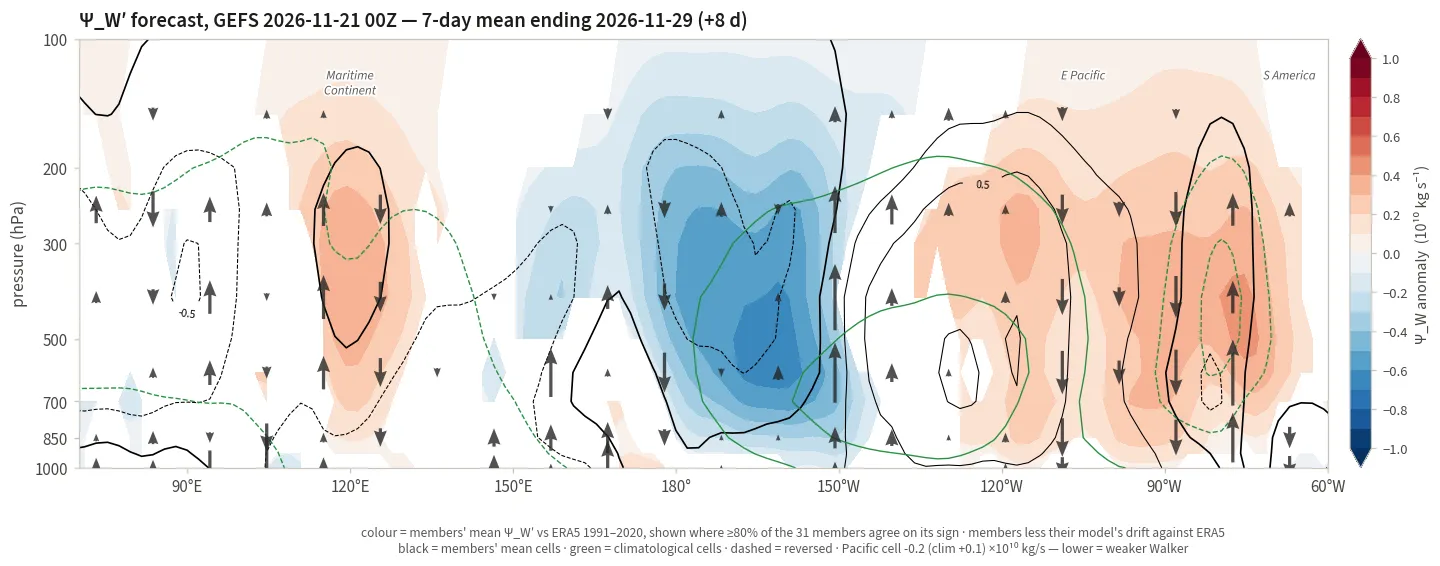 Ψ_W′ forecast, GEFS 2026-11-21 00Z — 7-day mean ending 2026-11-29 (+8 d)
100
200
300
400
500
700
850
1000
pressure (hPa)
90°E
120°E
150°E
180°
150°W
120°W
90°W
60°W
Maritime
Continent
E Pacific
S America
-0.5
0.5
1.0
0.8
0.6
0.4
0.2
0.0
−0.2
−0.4
−0.6
−0.8
−1.0
Ψ_W anomaly (10¹⁰ kg s⁻¹)
colour = members' mean Ψ_W′ vs ERA5 1991–2020, shown where ≥80% of the 31 members agree on its sign · members less their model's drift against ERA5
black = members' mean cells · green = climatological cells · dashed = reversed · Pacific cell -0.2 (clim +0.1) ×10¹⁰ kg/s — lower = weaker Walker